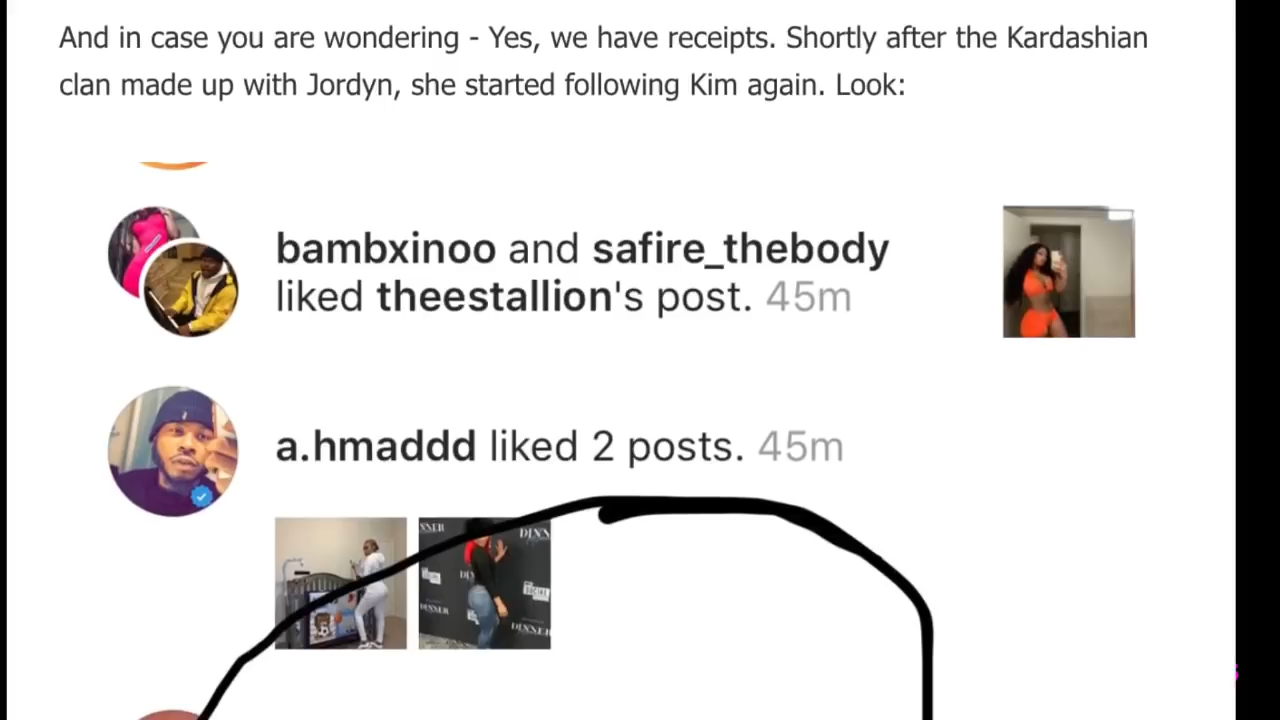 And in case you are wondering - Yes, we have receipts. Shortly after the Kardashian
clan made up with Jordyn, she started following Kim again. Look:
bambxinoo and safire_thebody
liked theestallion's post. 45m
a.hmaddd liked 2 posts. 45m
DINNER